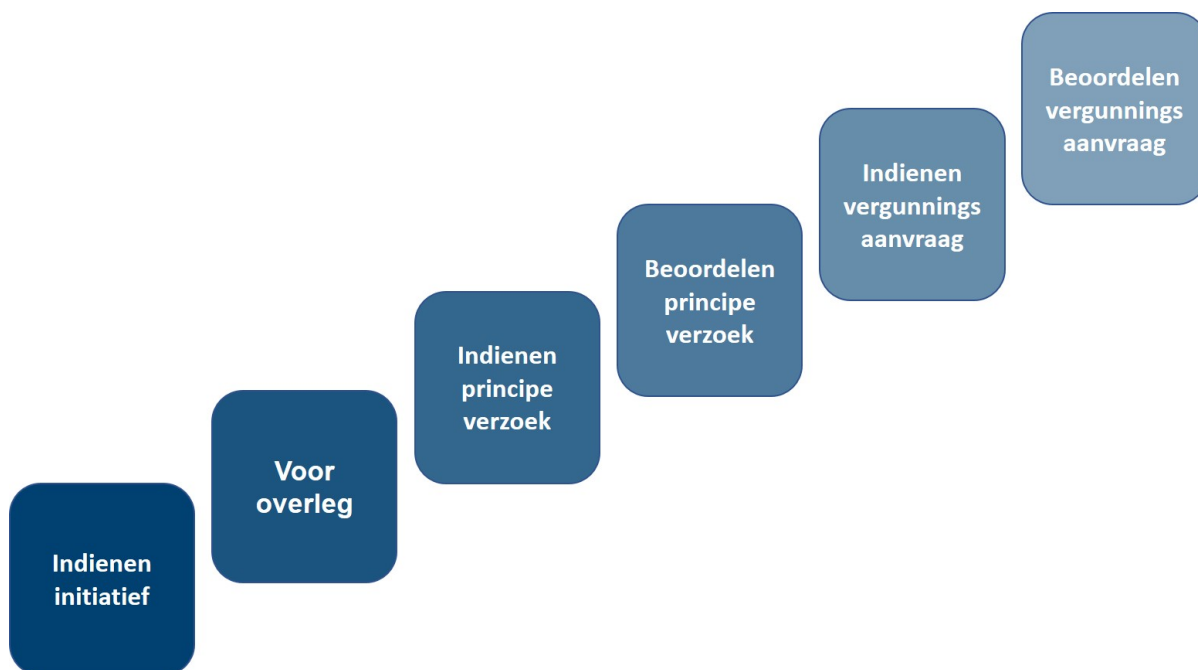 Indienen
initiatief
Voor
overleg
Indienen
principe
verzoek
Beoordelen
principe
verzoek
Indienen
vergunnings
aanvraag
Beoordelen
vergunnings
aanvraag